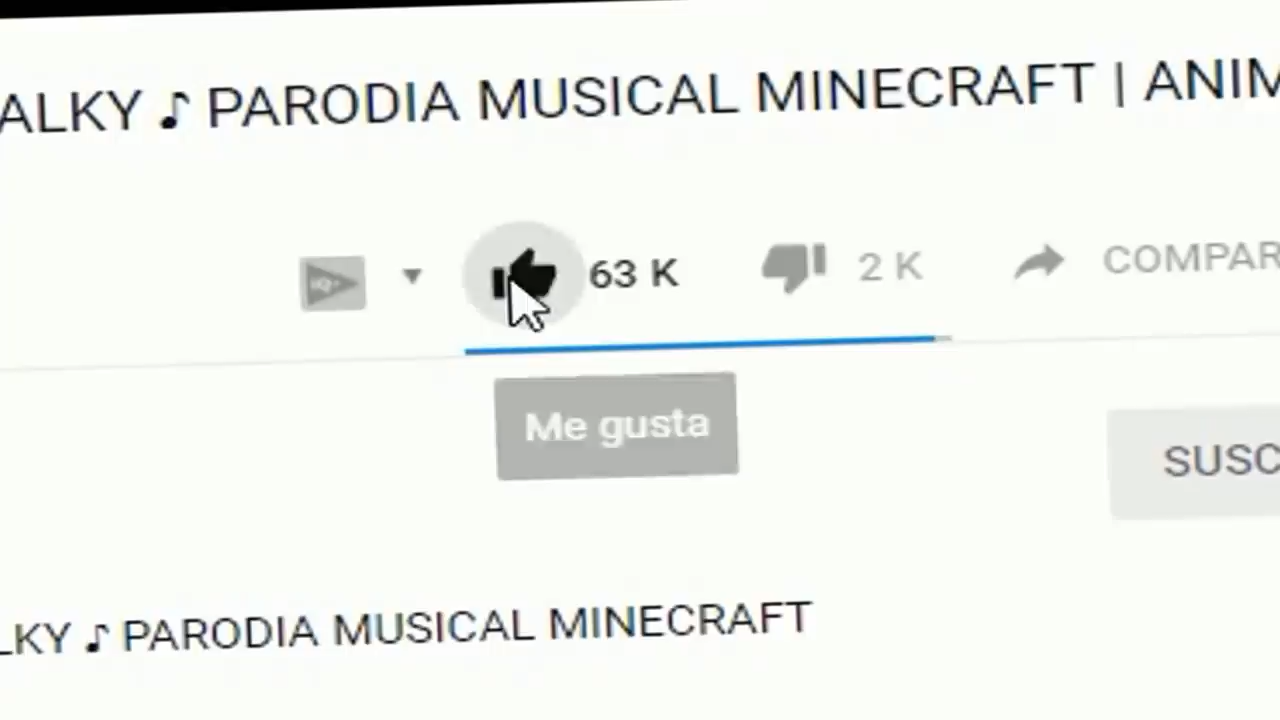 ALKY ♪ PARODIA MUSICAL MINECRAFT | ANIM
63 K 2 K COMPAR
Me gusta
SUSC
LKY ♪ PARODIA MUSICAL MINECRAFT